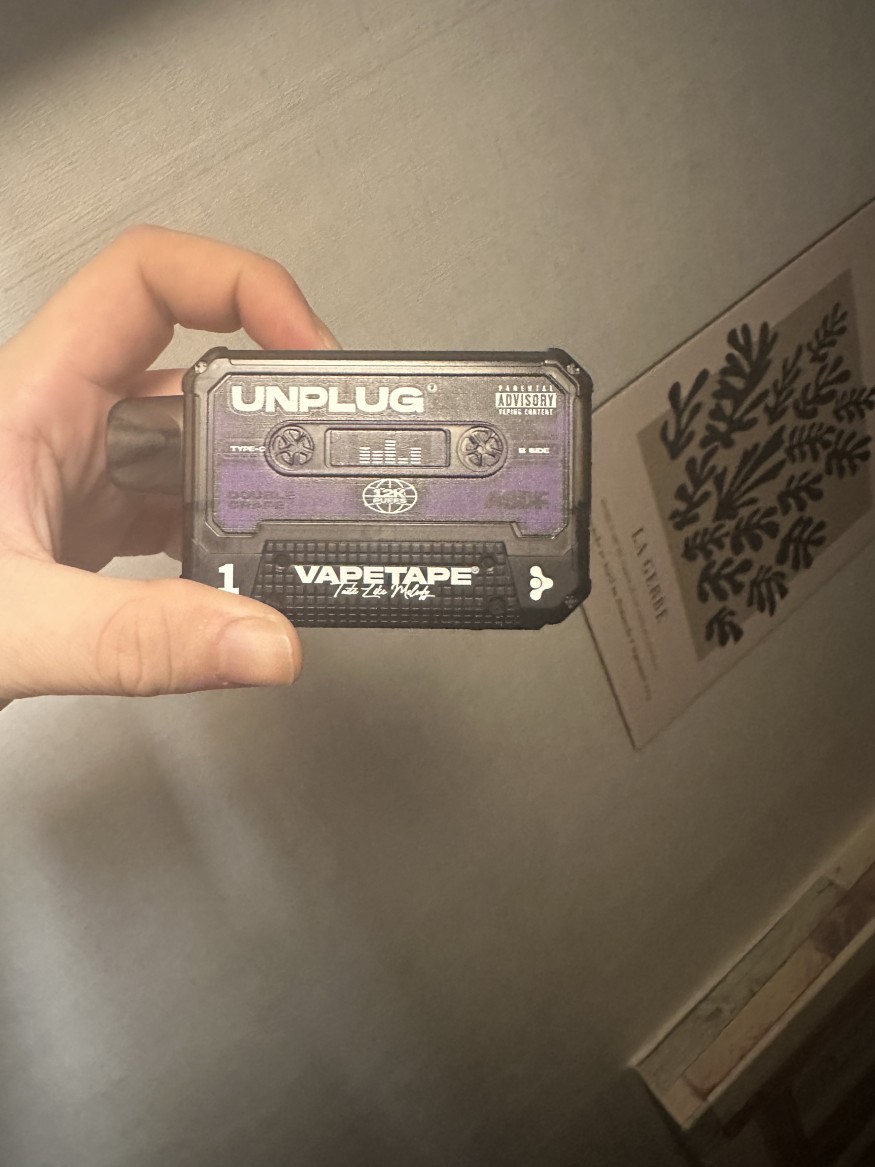 UNPLUG
PARENTAL
ADVISORY
VAPING CONTENT
TYPE-C
B SIDE
DOUBLE
GRAPE
12K
PUFFS
1
VAPETAPE®
Taste Like Melody
LA GERBE